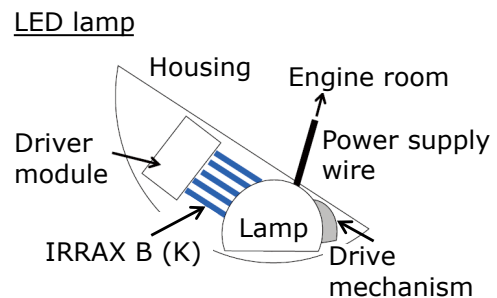 LED lamp
Housing
Engine room
Driver
module
Power supply
wire
Lamp
IRRAX B (K)
Drive
mechanism